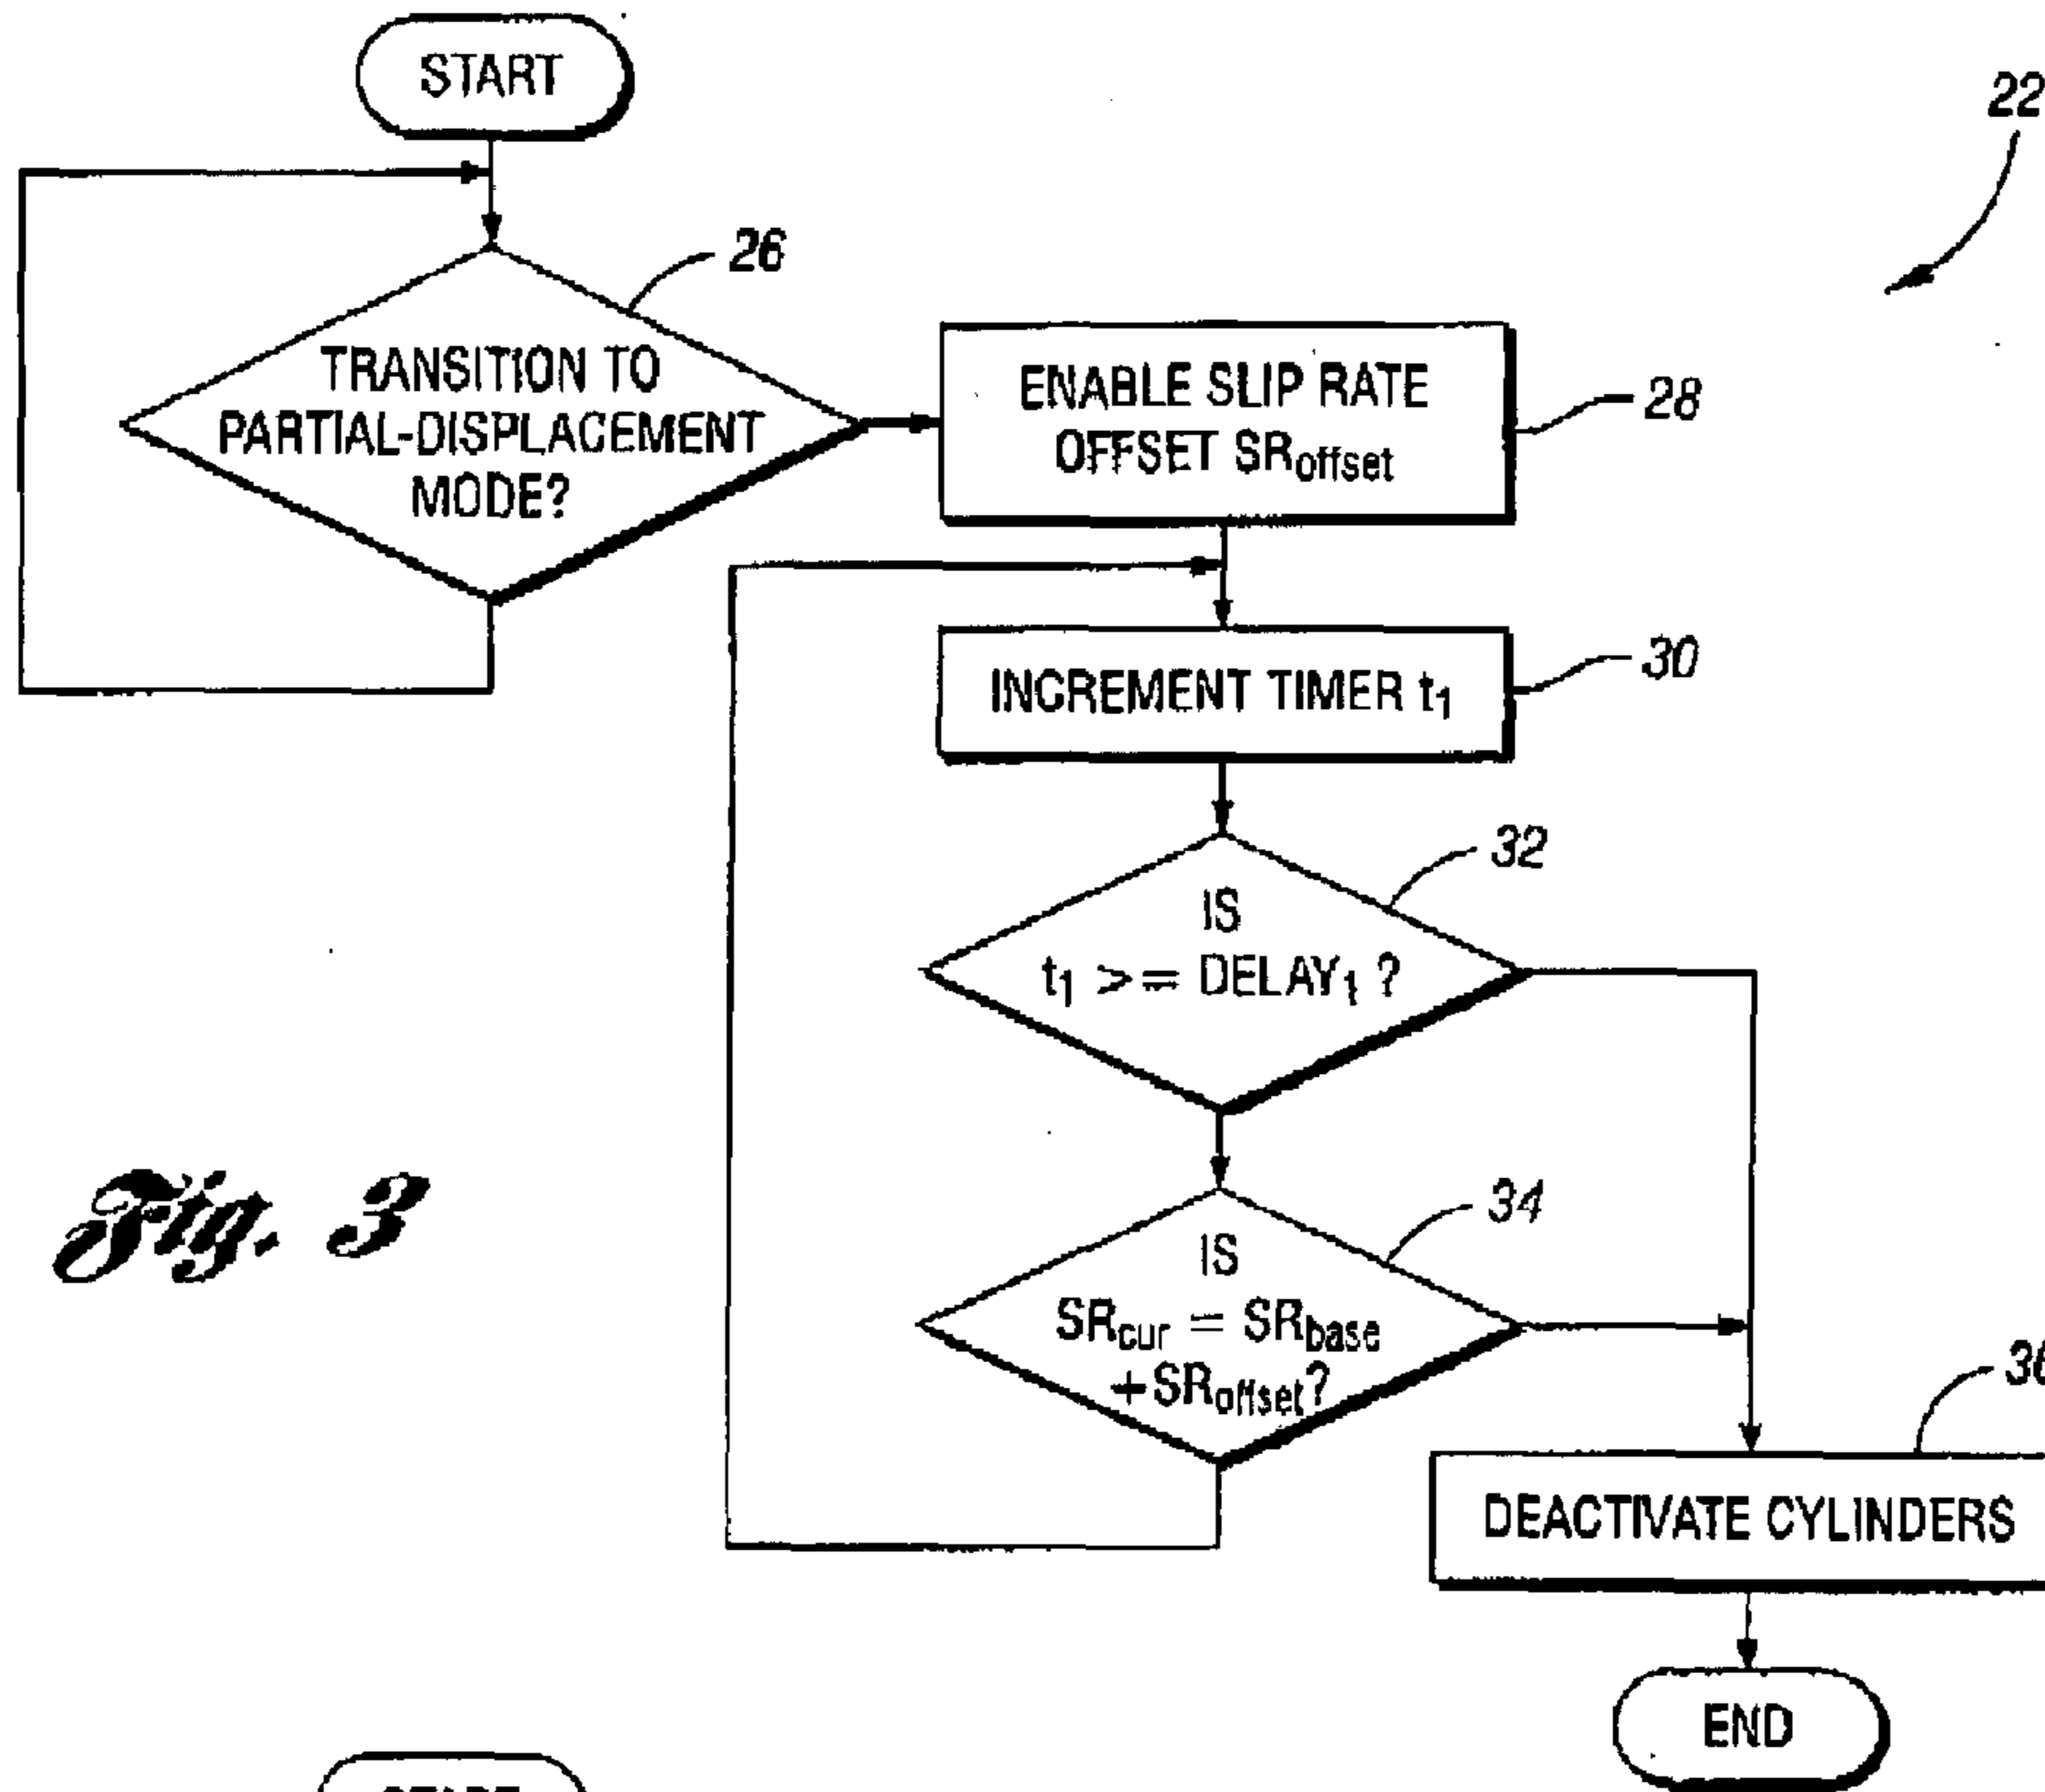 START
22
26
TRANSITION TO
PARTIAL-DISPLACEMENT
MODE?
ENABLE SLIP RATE
OFFSET SRoffset
28
INCREMENT TIMER t1
30
32
IS
t1 >= DELAY1 ?
34
IS
SRcur = SRbase
+SRoffset?
Fig. 3
DEACTIVATE CYLINDERS
END